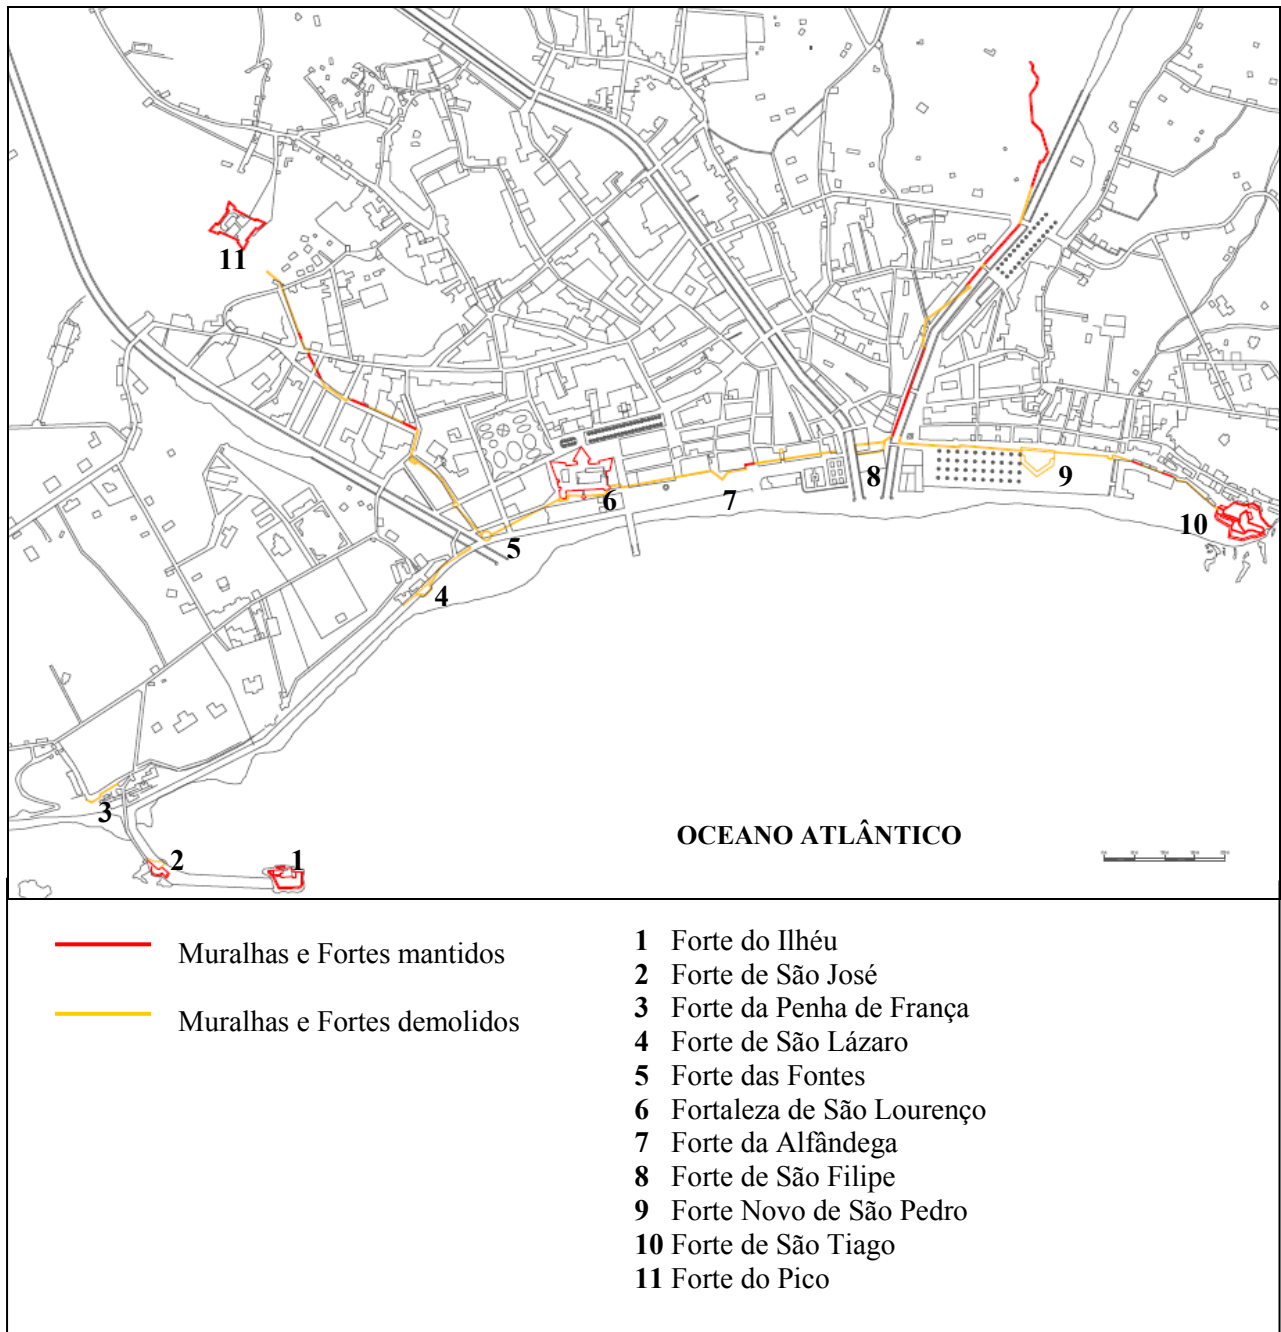 11
6
7
8
9
10
5
4
3
2
1
OCEANO ATLÂNTICO
Muralhas e Fortes mantidos
Muralhas e Fortes demolidos
1 Forte do Ilhéu
2 Forte de São José
3 Forte da Penha de França
4 Forte de São Lázaro
5 Forte das Fontes
6 Fortaleza de São Lourenço
7 Forte da Alfândega
8 Forte de São Filipe
9 Forte Novo de São Pedro
10 Forte de São Tiago
11 Forte do Pico